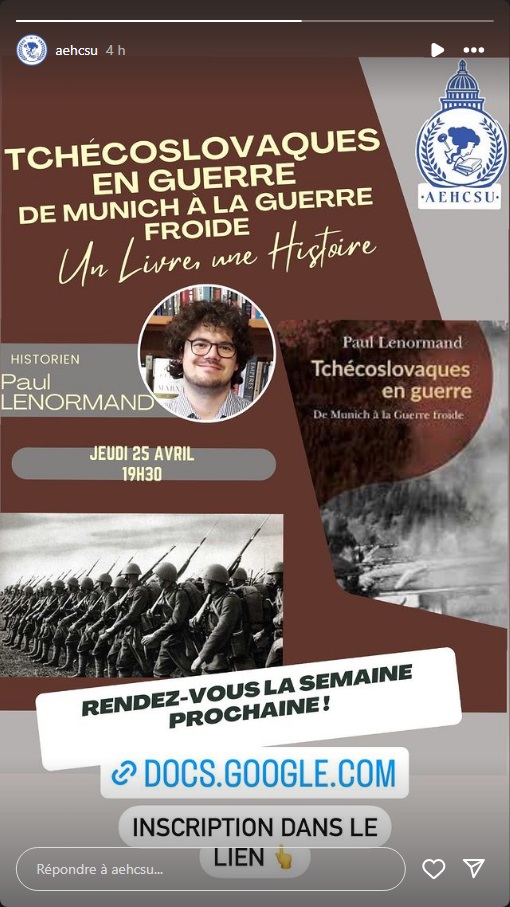 aehcsu 4 h
TCHÉCOSLOVAQUES
EN GUERRE
DE MUNICH À LA GUERRE
FROIDE
Un Livre, une Histoire
·AEHCSU·
HISTORIEN
Paul
LENORMAND
JEUDI 25 AVRIL
19H30
Paul Lenormand
Tchécoslovaques
en guerre
De Munich à la Guerre froide
RENDEZ-VOUS LA SEMAINE
PROCHAINE !
DOCS.GOOGLE.COM
INSCRIPTION DANS LE
LIEN 👆
Répondre à aehcsu...